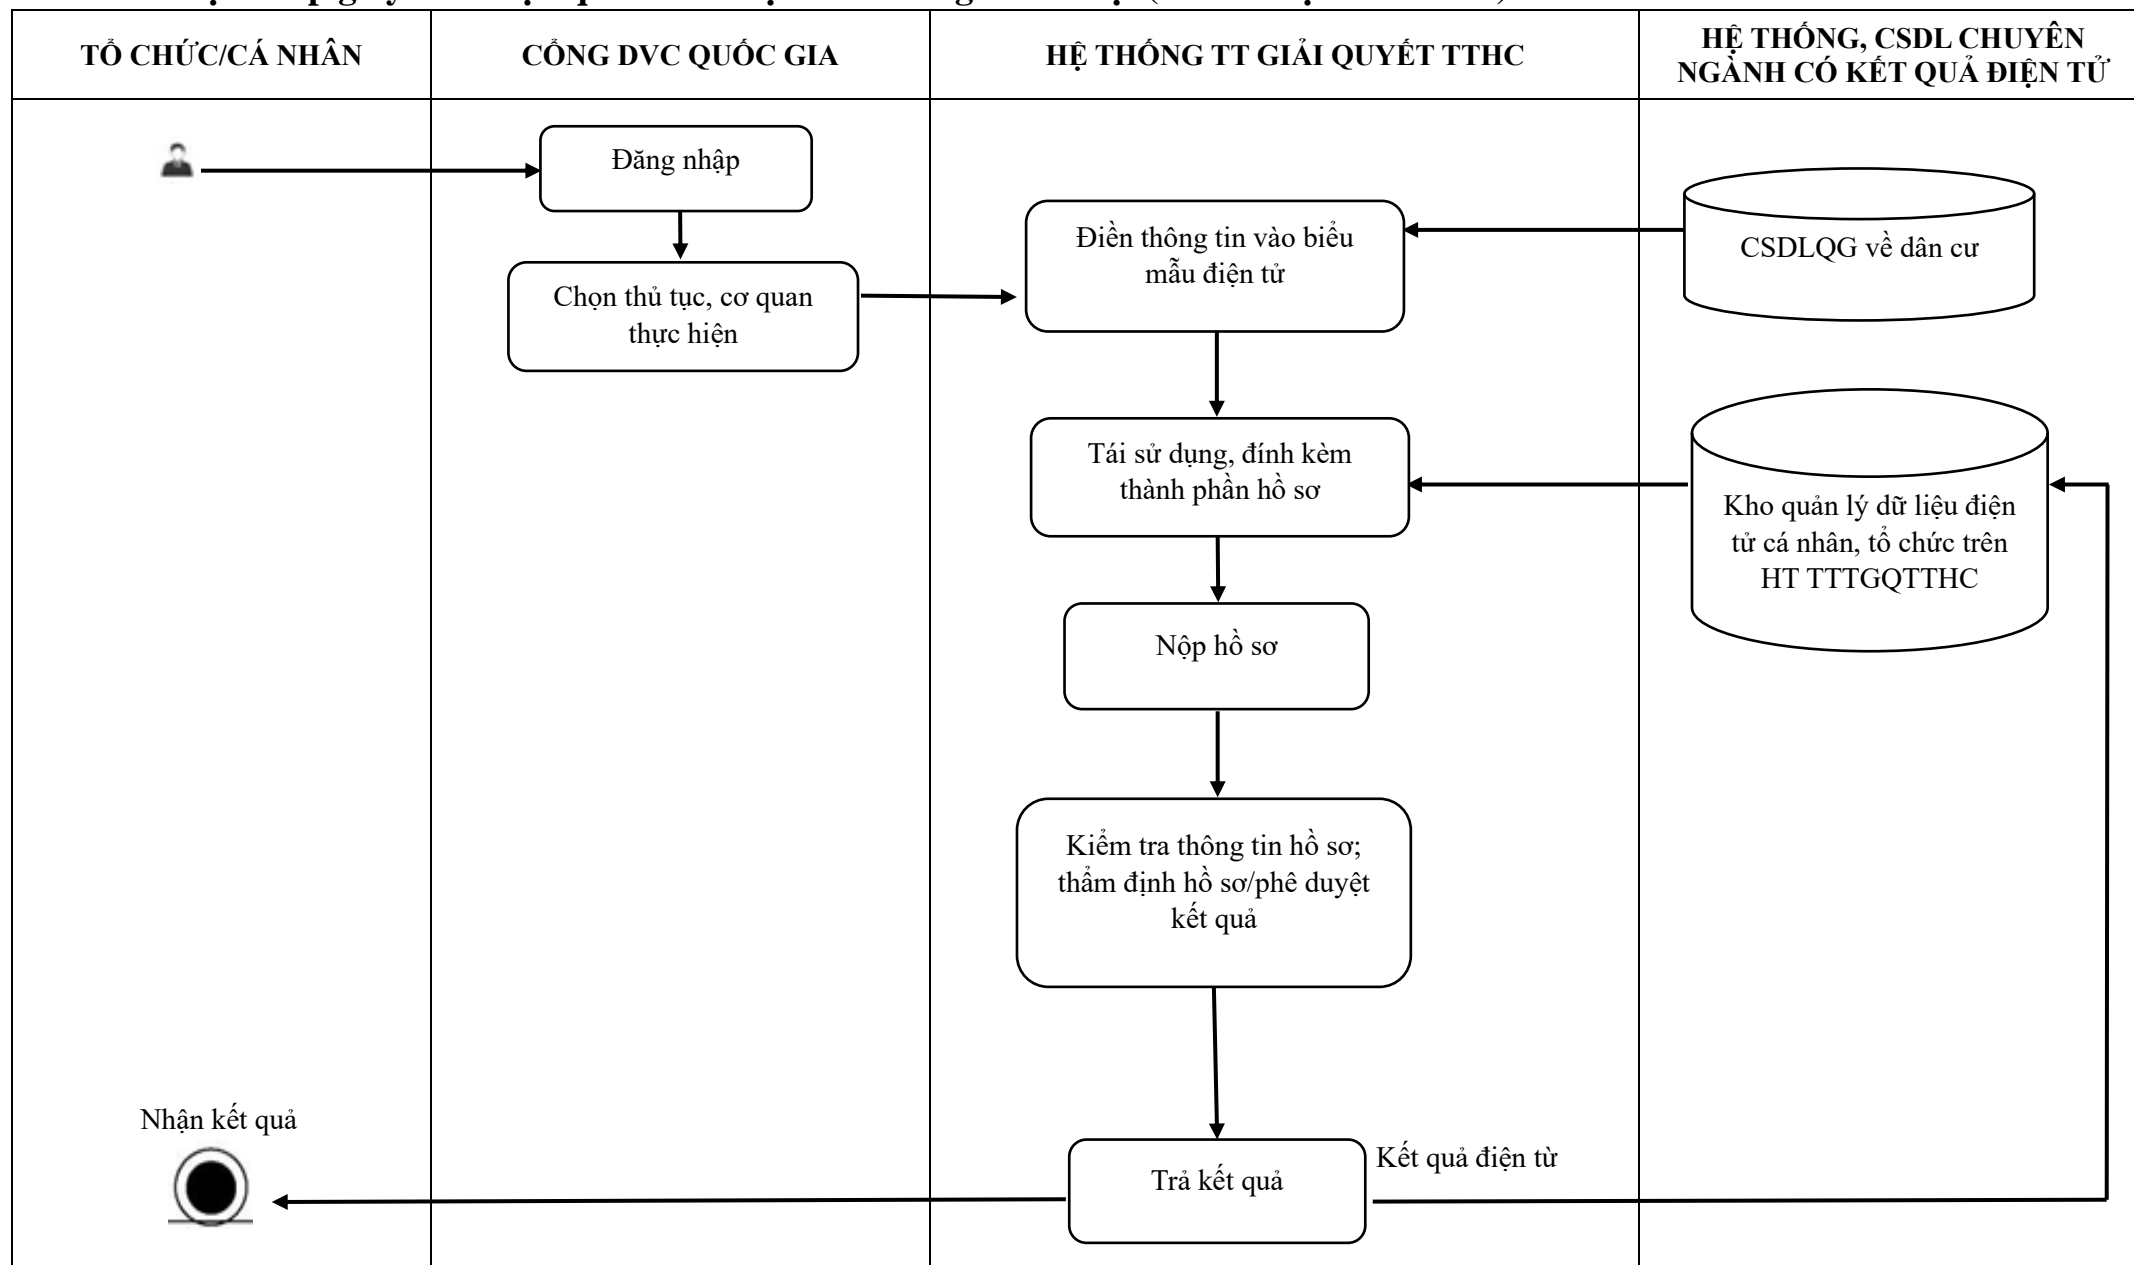 TỔ CHỨC/CÁ NHÂN
CỔNG DVC QUỐC GIA
HỆ THỐNG TT GIẢI QUYẾT TTHC
HỆ THỐNG, CSDL CHUYÊN
NGÀNH CÓ KẾT QUẢ ĐIỆN TỬ
Đăng nhập
Chọn thủ tục, cơ quan
thực hiện
Điền thông tin vào biểu
mẫu điện tử
CSDLQG về dân cư
Tái sử dụng, đính kèm
thành phần hồ sơ
Kho quản lý dữ liệu điện
tử cá nhân, tổ chức trên
HT TTTGQTTHC
Nộp hồ sơ
Kiểm tra thông tin hồ sơ;
thẩm định hồ sơ/phê duyệt
kết quả
Nhận kết quả
Trả kết quả
Kết quả điện từ